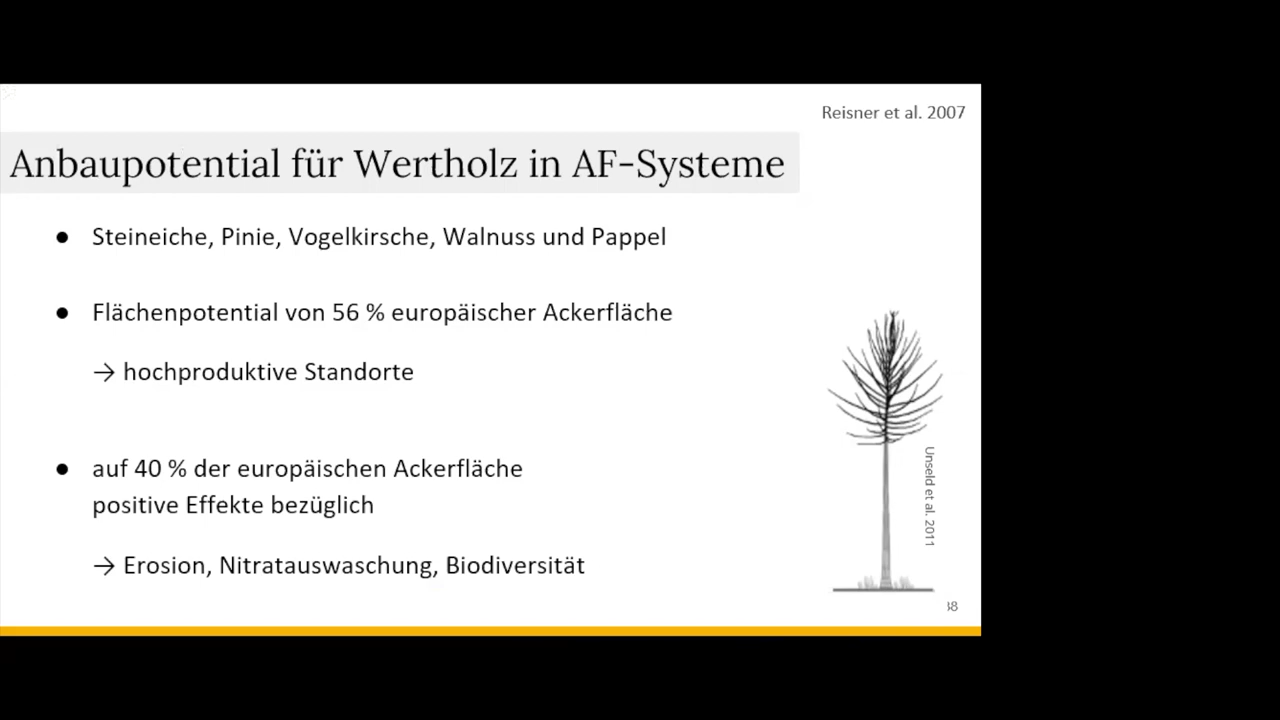 Reisner et al. 2007
Anbaupotential für Wertholz in AF-Systeme
● Steineiche, Pinie, Vogelkirsche, Walnuss und Pappel
● Flächenpotential von 56 % europäischer Ackerfläche
→ hochproduktive Standorte
● auf 40 % der europäischen Ackerfläche
positive Effekte bezüglich
→ Erosion, Nitratauswaschung, Biodiversität
Unseld et al. 2011